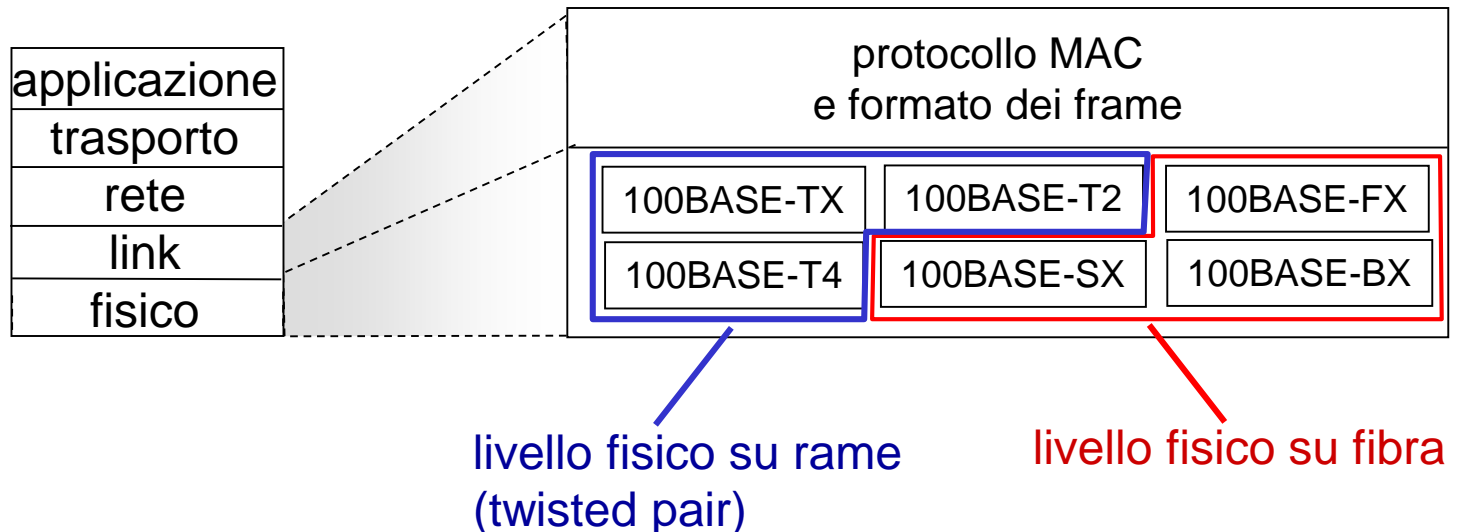 applicazione
trasporto
rete
link
fisico
protocollo MAC
e formato dei frame
100BASE-TX
100BASE-T2
100BASE-FX
100BASE-T4
100BASE-SX
100BASE-BX
livello fisico su rame
(twisted pair)
livello fisico su fibra